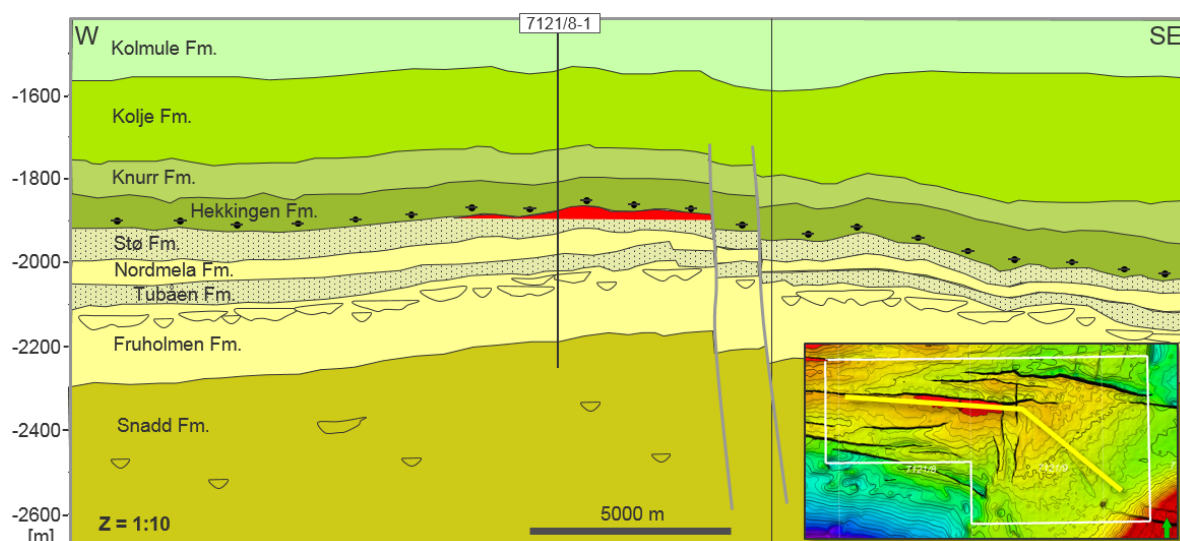 7121/8-1
W
SE
Kolmule Fm.
-1600
Kolje Fm.
-1800
Knurr Fm.
Hekkingen Fm.
Stø Fm.
-2000
Nordmela Fm.
Tubåen Fm.
-2200
Fruholmen Fm.
-2400
Snadd Fm.
-2600
[m]
Z = 1:10
5000 m
7121/8
7121/9